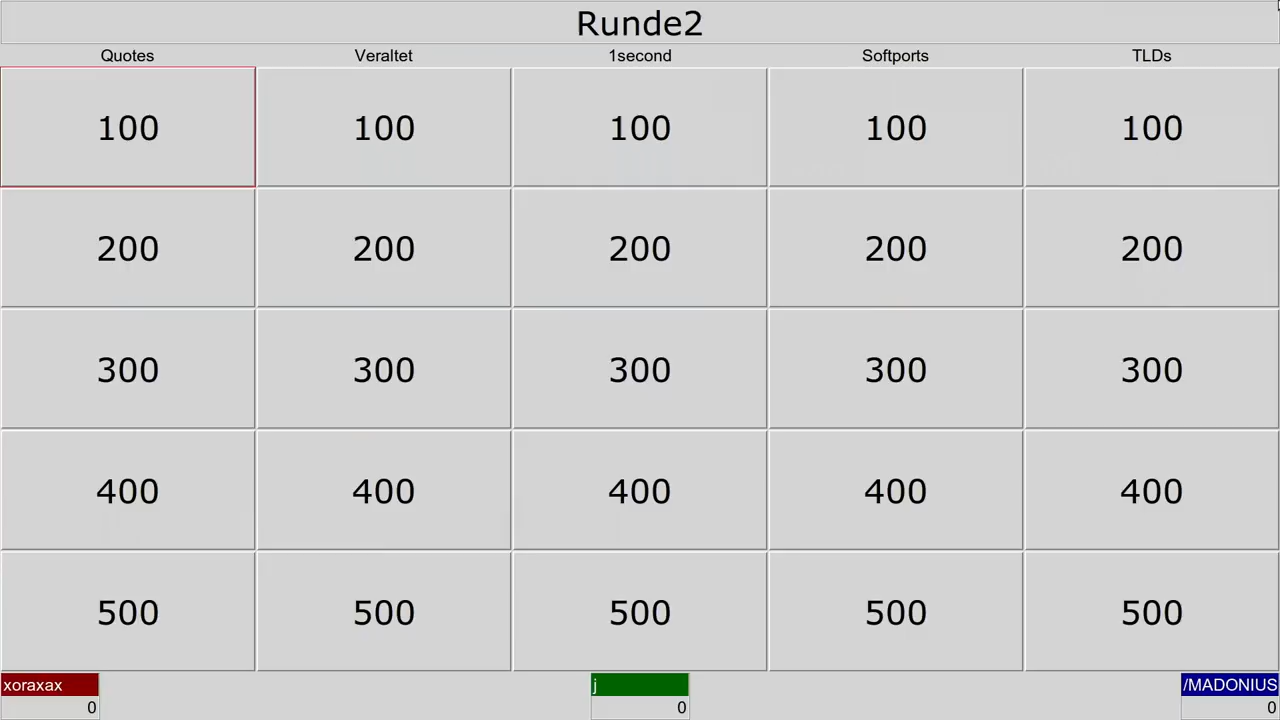 Runde2
Quotes Veraltet 1second Softports TLDs
100 100 100 100 100
200 200 200 200 200
300 300 300 300 300
400 400 400 400 400
500 500 500 500 500
xoraxax j /MADONIUS
0 0 0